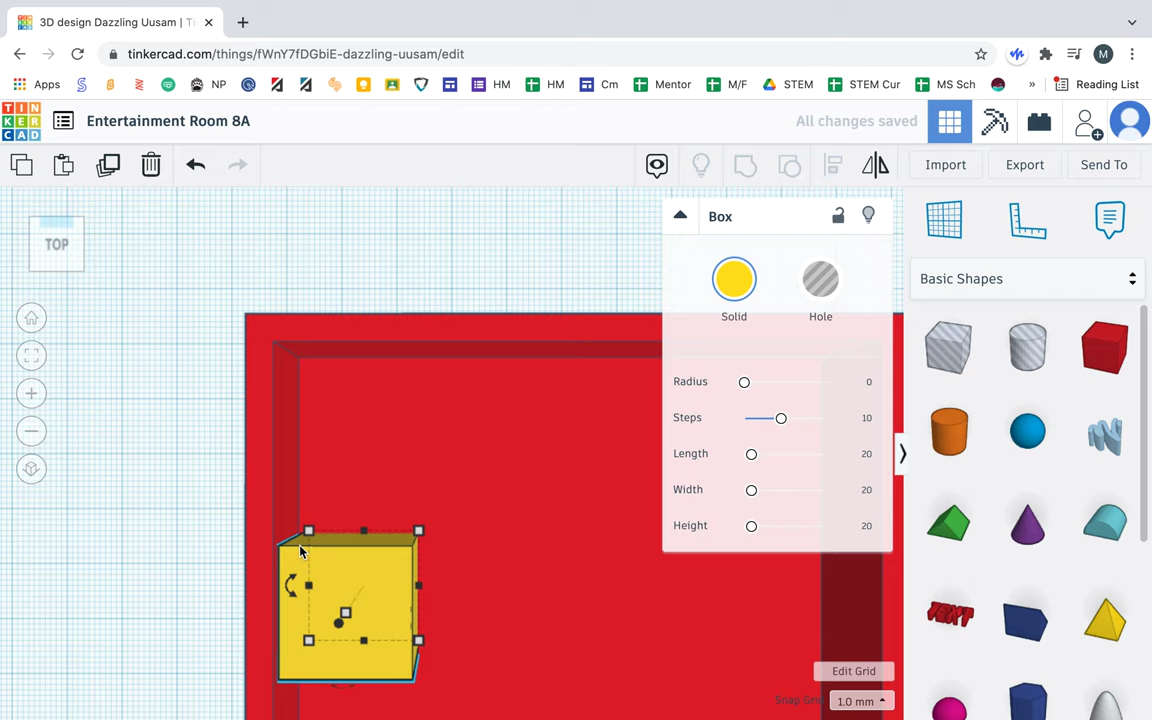 3D design Dazzling Uusam | Ti
tinkercad.com/things/fWnY7fDGbiE-dazzling-uusam/edit
M
Apps
NP
HM
HM
Cm
Mentor
M/F
STEM
STEM Cur
MS Sch
»
Reading List
TIN
KER
CAD
Entertainment Room 8A
All changes saved
Import
Export
Send To
TOP
Box
Solid
Hole
Radius 0
Steps 10
Length 20
Width 20
Height 20
Basic Shapes
TEXT
Edit Grid
Snap Grid 1.0 mm